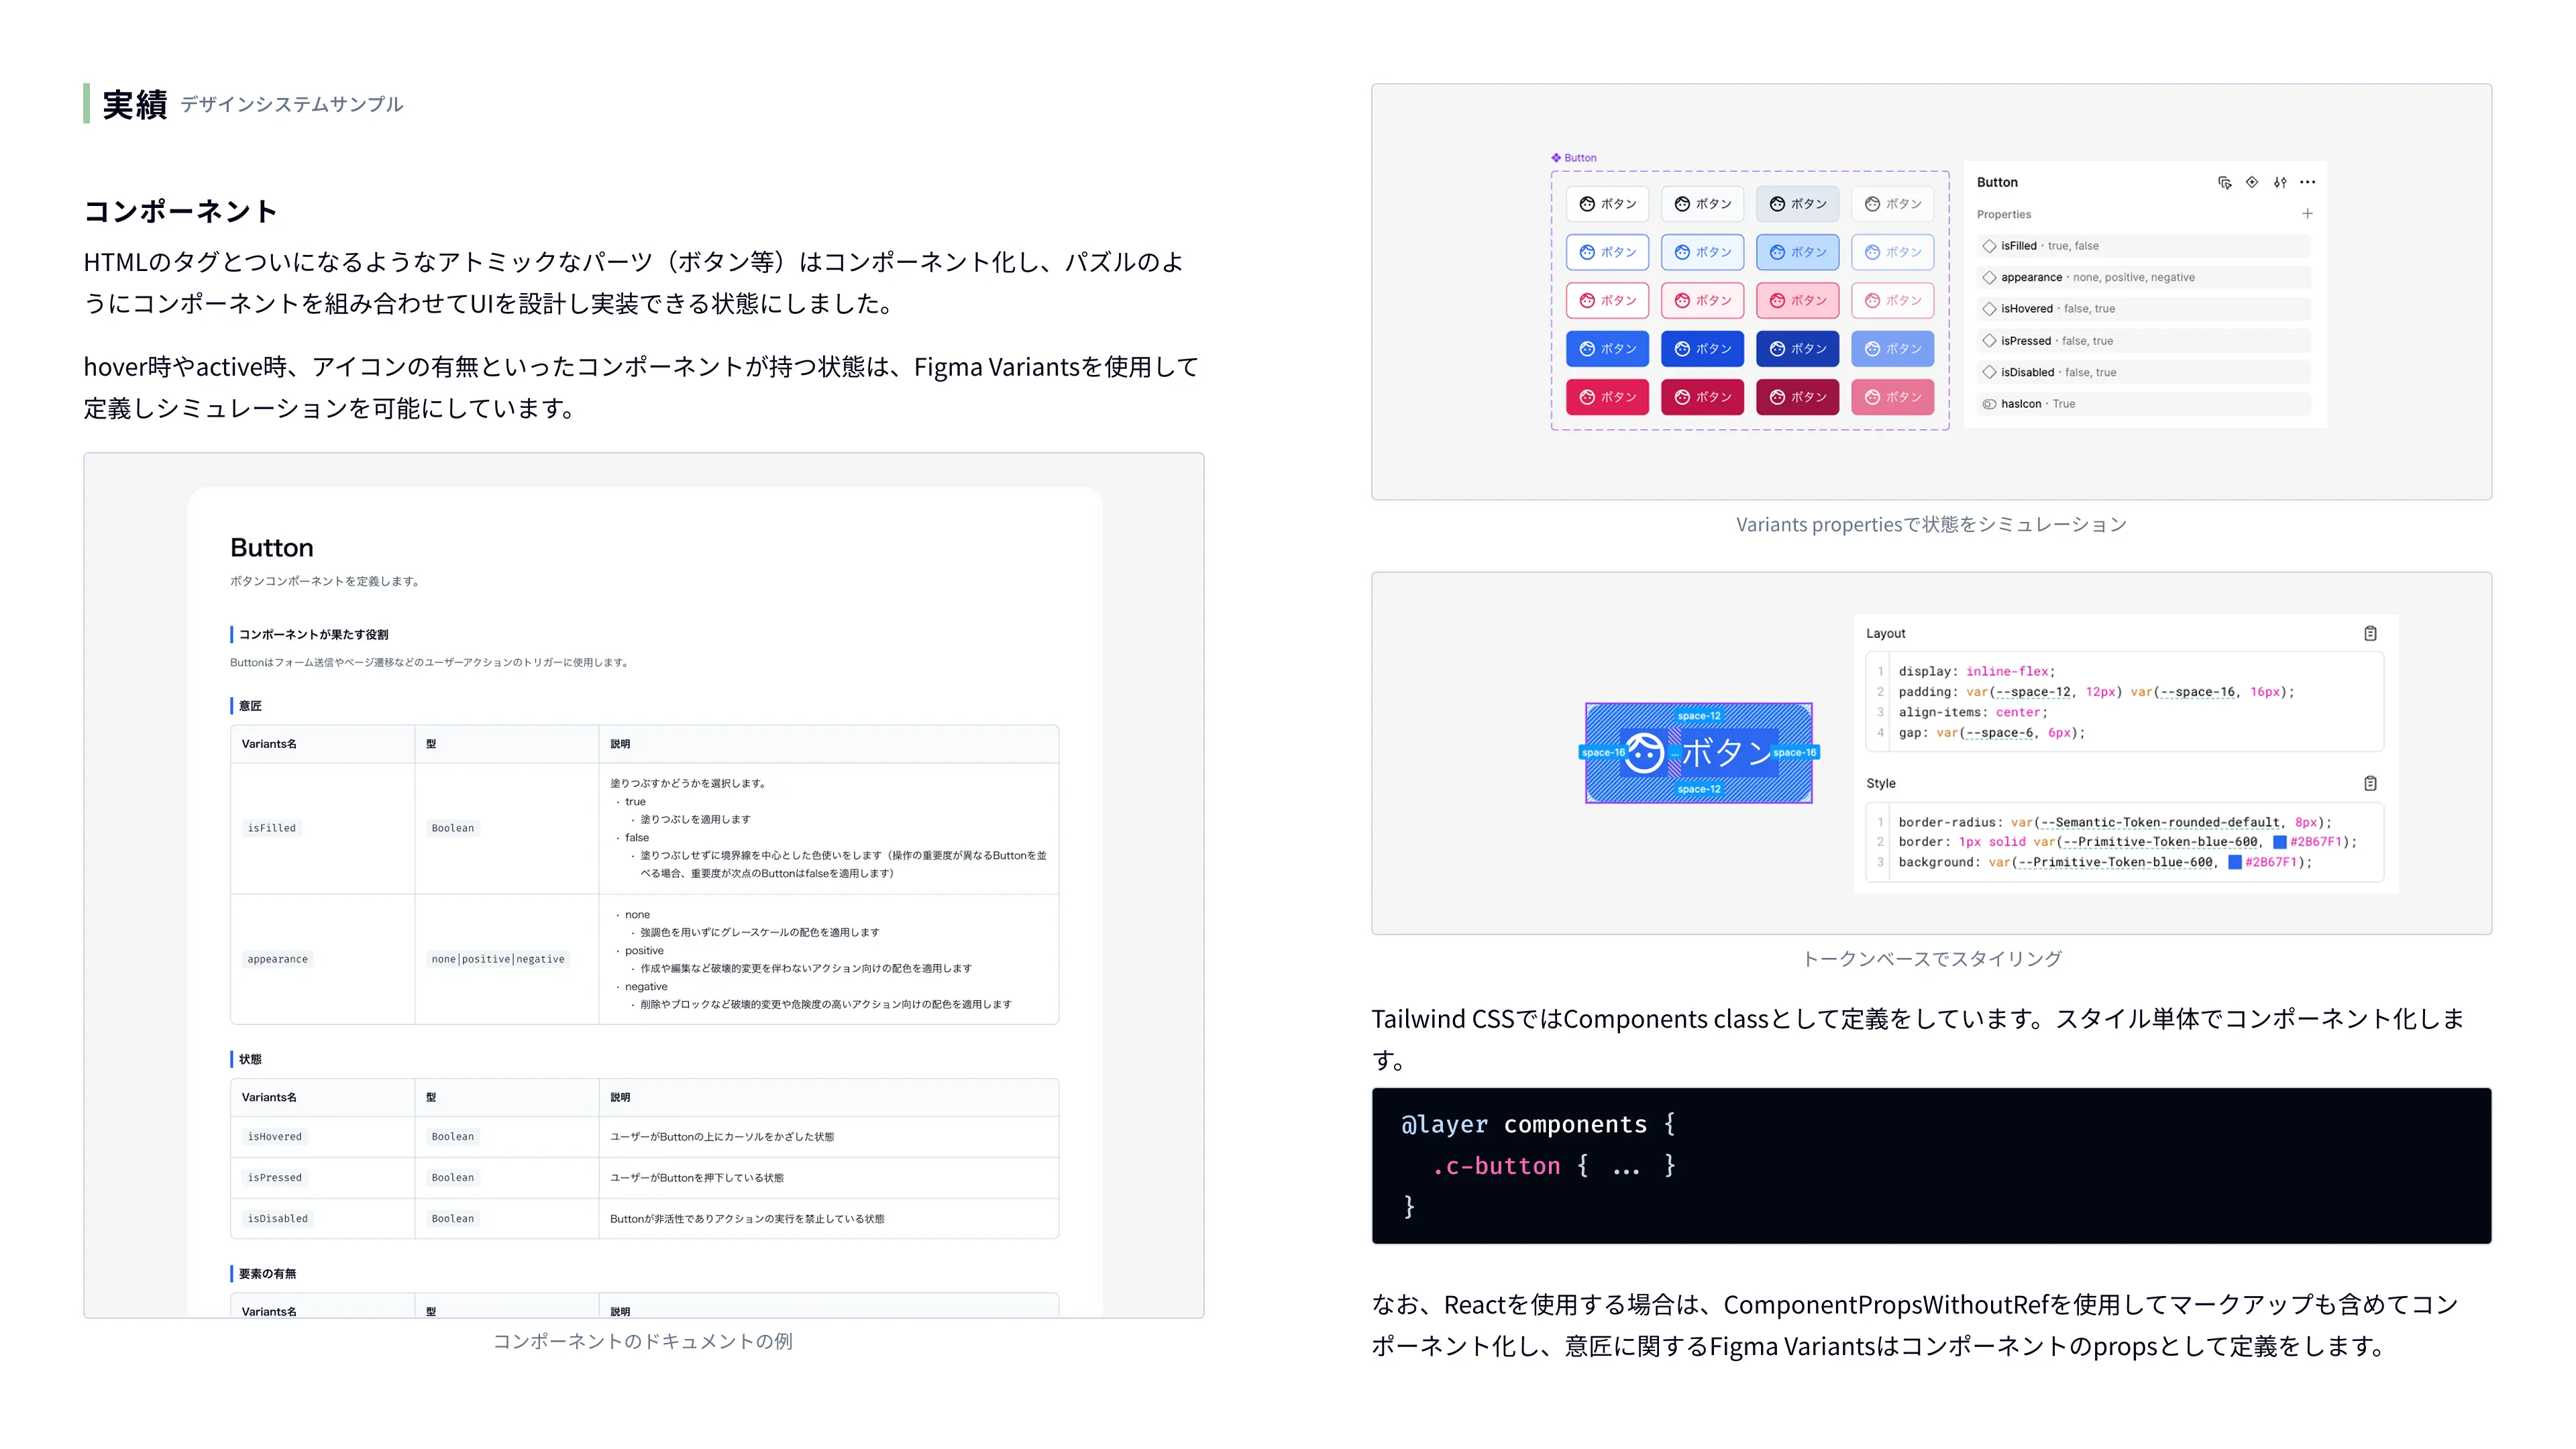 実績 デザインシステムサンプル
コンポーネント
HTMLのタグとついになるようなアトミックなパーツ（ボタン等）はコンポーネント化し、パズルのよ
うにコンポーネントを組み合わせてUIを設計し実装できる状態にしました。
hover時やactive時、アイコンの有無といったコンポーネントが持つ状態は、Figma Variantsを使用して
定義しシミュレーションを可能にしています。
Button
ボタンコンポーネントを定義します。
コンポーネントが果たす役割
Buttonはフォーム送信やページ遷移などのユーザーアクションのトリガーに使用します。
意匠
Variants名 型 説明
isFilled Boolean
塗りつぶすかどうかを選択します。
・ true
・ 塗りつぶしを適用します
・ false
・ 塗りつぶしせずに境界線を中心とした色使いをします（操作の重要度が異なるButtonを並
べる場合、重要度が次点のButtonはfalseを適用します）
appearance none|positive|negative
・ none
・ 強調色を用いずにグレースケールの配色を適用します
・ positive
・ 作成や編集など破壊的変更を伴わないアクション向けの配色を適用します
・ negative
・ 削除やブロックなど破壊的変更や危険度の高いアクション向けの配色を適用します
状態
Variants名 型 説明
isHovered Boolean ユーザーがButtonの上にカーソルをかざした状態
isPressed Boolean ユーザーがButtonを押下している状態
isDisabled Boolean Buttonが非活性でありアクションの実行を禁止している状態
要素の有無
Variants名 型 説明
コンポーネントのドキュメントの例
Button
ボタン ボタン ボタン ボタン
ボタン ボタン ボタン ボタン
ボタン ボタン ボタン ボタン
ボタン ボタン ボタン ボタン
ボタン ボタン ボタン ボタン
Button
Properties
isFilled · true, false
appearance · none, positive, negative
isHovered · false, true
isPressed · false, true
isDisabled · false, true
hasIcon · True
Variants propertiesで状態をシミュレーション
space-12
space-16 ... ボタン space-16
space-12
Layout
1 display: inline-flex;
2 padding: var(--space-12, 12px) var(--space-16, 16px);
3 align-items: center;
4 gap: var(--space-6, 6px);
Style
1 border-radius: var(--Semantic-Token-rounded-default, 8px);
2 border: 1px solid var(--Primitive-Token-blue-600, #2B67F1);
3 background: var(--Primitive-Token-blue-600, #2B67F1);
トークンベースでスタイリング
Tailwind CSSではComponents classとして定義をしています。スタイル単体でコンポーネント化しま
す。
@layer components {
.c-button { ... }
}
なお、Reactを使用する場合は、ComponentPropsWithoutRefを使用してマークアップも含めてコン
ポーネント化し、意匠に関するFigma Variantsはコンポーネントのpropsとして定義をします。